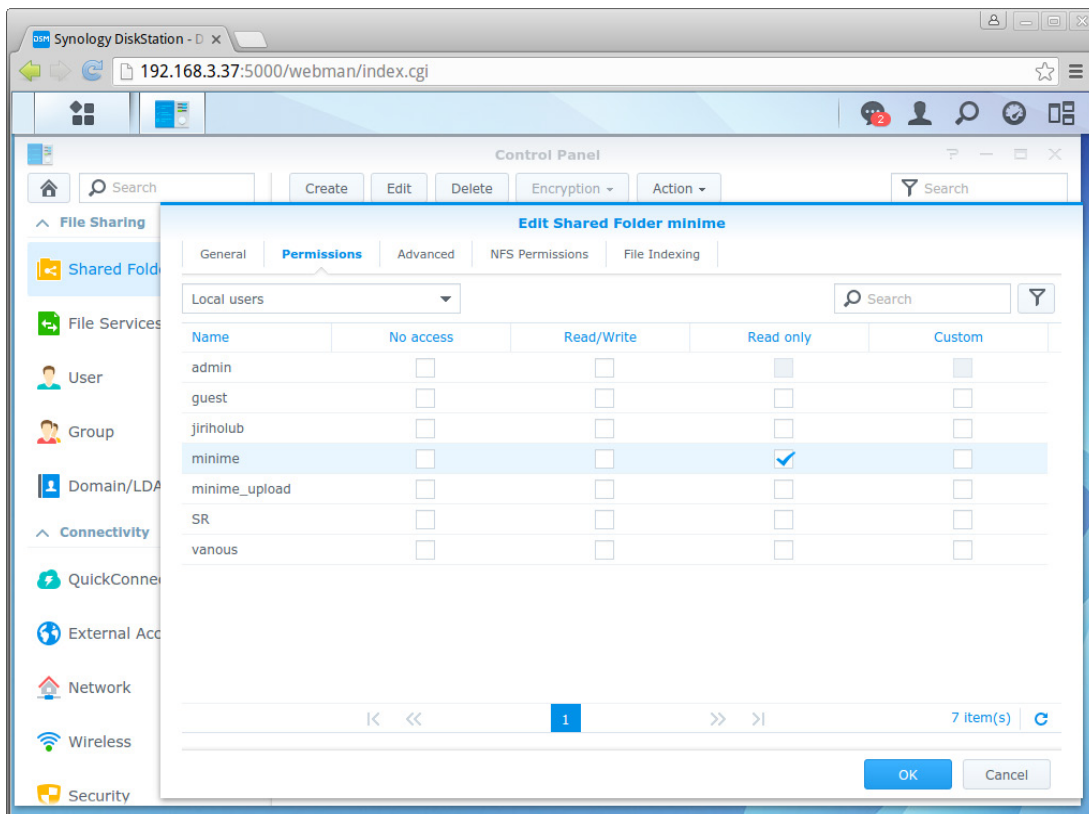 Synology DiskStation - D
192.168.3.37:5000/webman/index.cgi
2
Control Panel
Search
Create Edit Delete Encryption Action
Search
File Sharing
Shared Fold
File Services
User
Group
Domain/LDA
Connectivity
QuickConne
External Acc
Network
Wireless
Security
Edit Shared Folder minime
General Permissions Advanced NFS Permissions File Indexing
Local users
Search
Name No access Read/Write Read only Custom
admin
guest
jiriholub
minime
minime_upload
SR
vanous
1
7 item(s)
OK Cancel